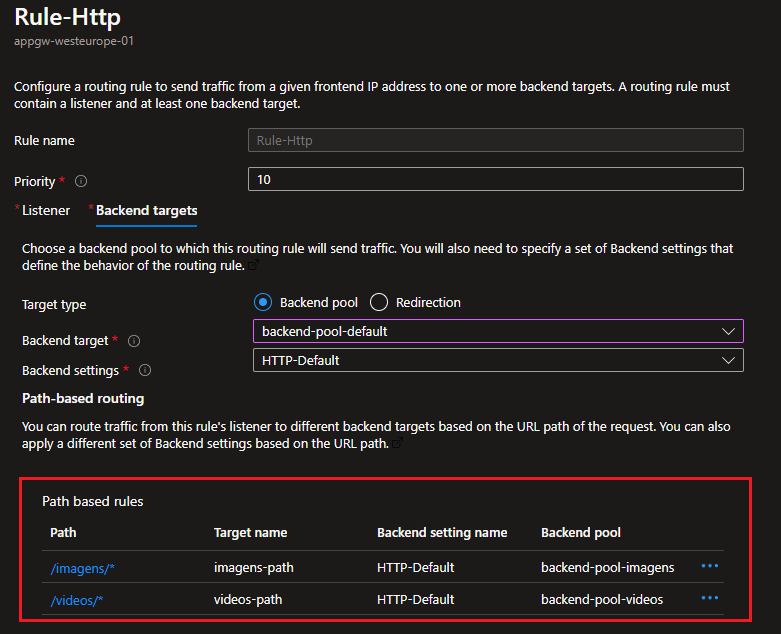 Rule-Http
appgw-westeurope-01
Configure a routing rule to send traffic from a given frontend IP address to one or more backend targets. A routing rule must
contain a listener and at least one backend target.
Rule name
Rule-Http
Priority *
10
* Listener
* Backend targets
Choose a backend pool to which this routing rule will send traffic. You will also need to specify a set of Backend settings that
define the behavior of the routing rule.
Target type
Backend pool
Redirection
Backend target *
backend-pool-default
Backend settings *
HTTP-Default
Path-based routing
You can route traffic from this rule's listener to different backend targets based on the URL path of the request. You can also
apply a different set of Backend settings based on the URL path.
Path based rules
Path Target name Backend setting name Backend pool
/imagens/* imagens-path HTTP-Default backend-pool-imagens ...
/videos/* videos-path HTTP-Default backend-pool-videos ...